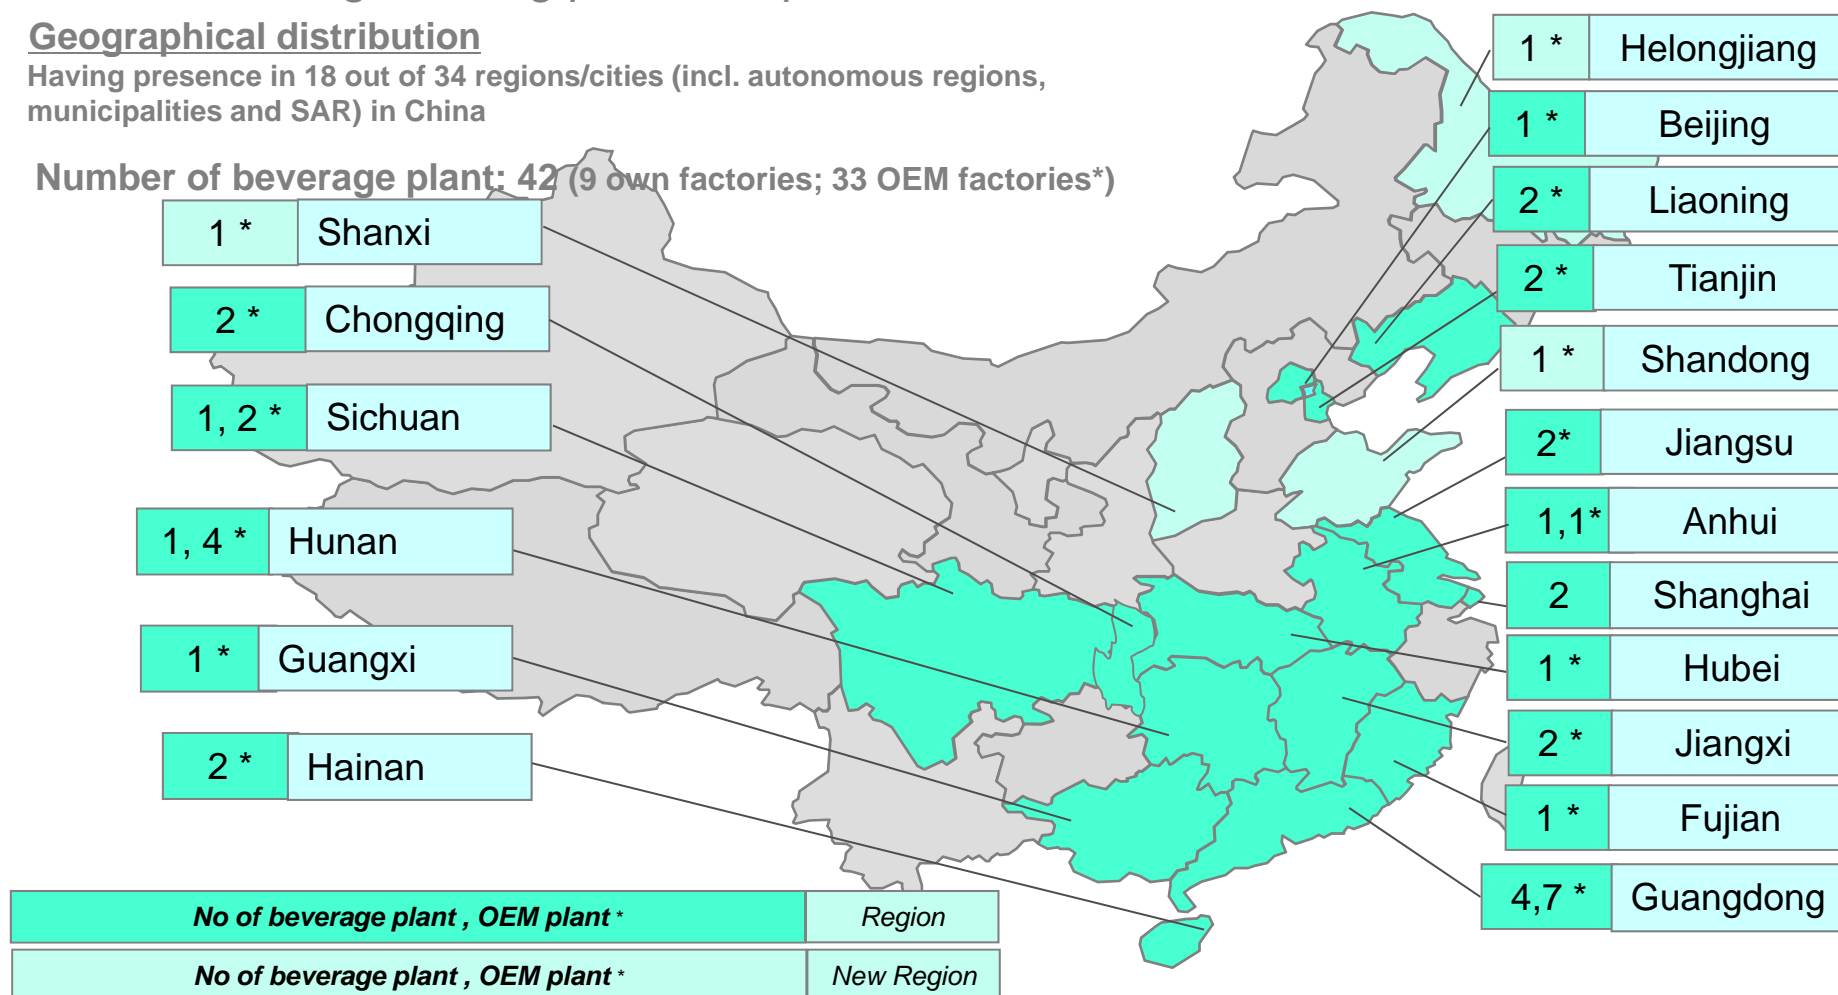 Geographical distribution
Having presence in 18 out of 34 regions/cities (incl. autonomous regions,
municipalities and SAR) in China
Number of beverage plant: 42 (9 own factories; 33 OEM factories*)
1 * Shanxi
2 * Chongqing
1, 2 * Sichuan
1, 4 * Hunan
1 * Guangxi
2 * Hainan
1 * Helongjiang
1 * Beijing
2 * Liaoning
2 * Tianjin
1 * Shandong
2* Jiangsu
1,1* Anhui
2 Shanghai
1 * Hubei
2 * Jiangxi
1 * Fujian
4,7 * Guangdong
No of beverage plant , OEM plant * Region
No of beverage plant , OEM plant * New Region